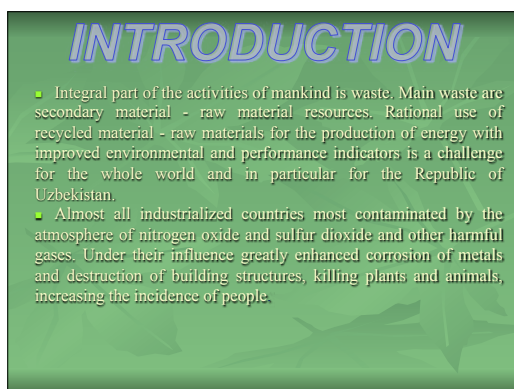 INTRODUCTION
Integral part of the activities of mankind is waste. Main waste are
secondary material - raw material resources. Rational use of
recycled material - raw materials for the production of energy with
improved environmental and performance indicators is a challenge
for the whole world and in particular for the Republic of
Uzbekistan.
Almost all industrialized countries most contaminated by the
atmosphere of nitrogen oxide and sulfur dioxide and other harmful
gases. Under their influence greatly enhanced corrosion of metals
and destruction of building structures, killing plants and animals,
increasing the incidence of people.